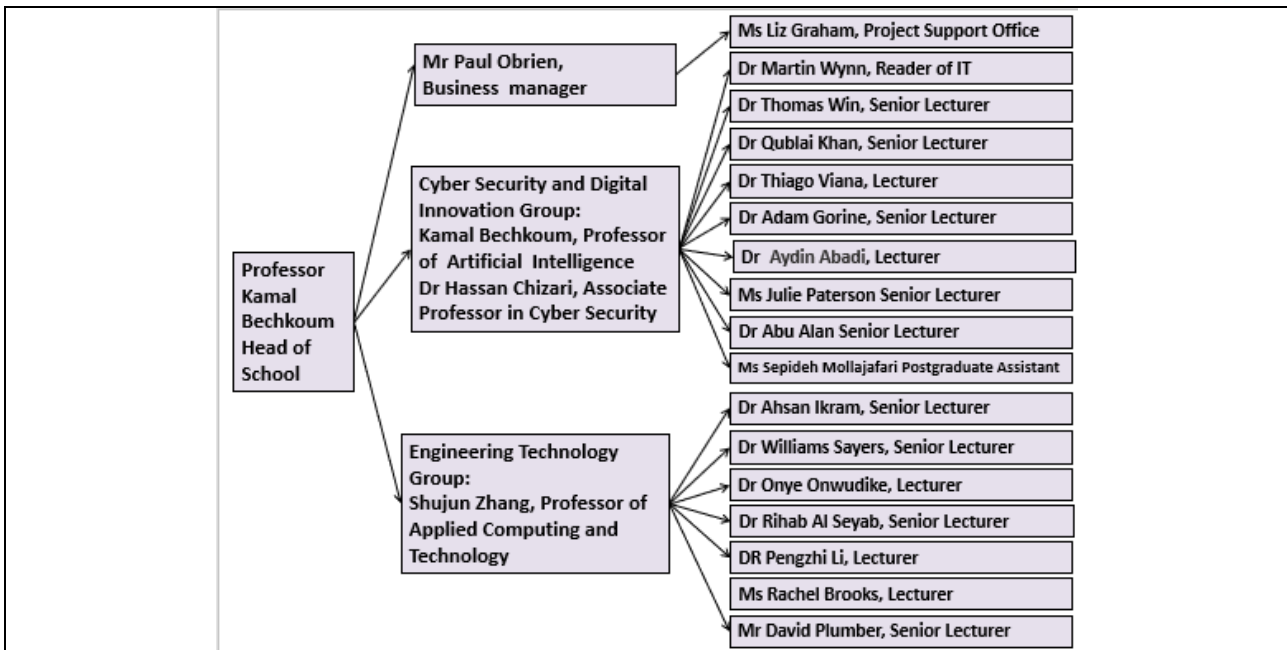 Professor
Kamal
Bechkoum
Head of
School
Mr Paul Obrien,
Business manager
Cyber Security and Digital
Innovation Group:
Kamal Bechkoum, Professor
of Artificial Intelligence
Dr Hassan Chizari, Associate
Professor in Cyber Security
Engineering Technology
Group:
Shujun Zhang, Professor of
Applied Computing and
Technology
Ms Liz Graham, Project Support Office
Dr Martin Wynn, Reader of IT
Dr Thomas Win, Senior Lecturer
Dr Qublai Khan, Senior Lecturer
Dr Thiago Viana, Lecturer
Dr Adam Gorine, Senior Lecturer
Dr Aydin Abadi, Lecturer
Ms Julie Paterson Senior Lecturer
Dr Abu Alan Senior Lecturer
Ms Sepideh Mollajafari Postgraduate Assistant
Dr Ahsan Ikram, Senior Lecturer
Dr Williams Sayers, Senior Lecturer
Dr Onye Onwudike, Lecturer
Dr Rihab Al Seyab, Senior Lecturer
DR Pengzhi Li, Lecturer
Ms Rachel Brooks, Lecturer
Mr David Plumber, Senior Lecturer